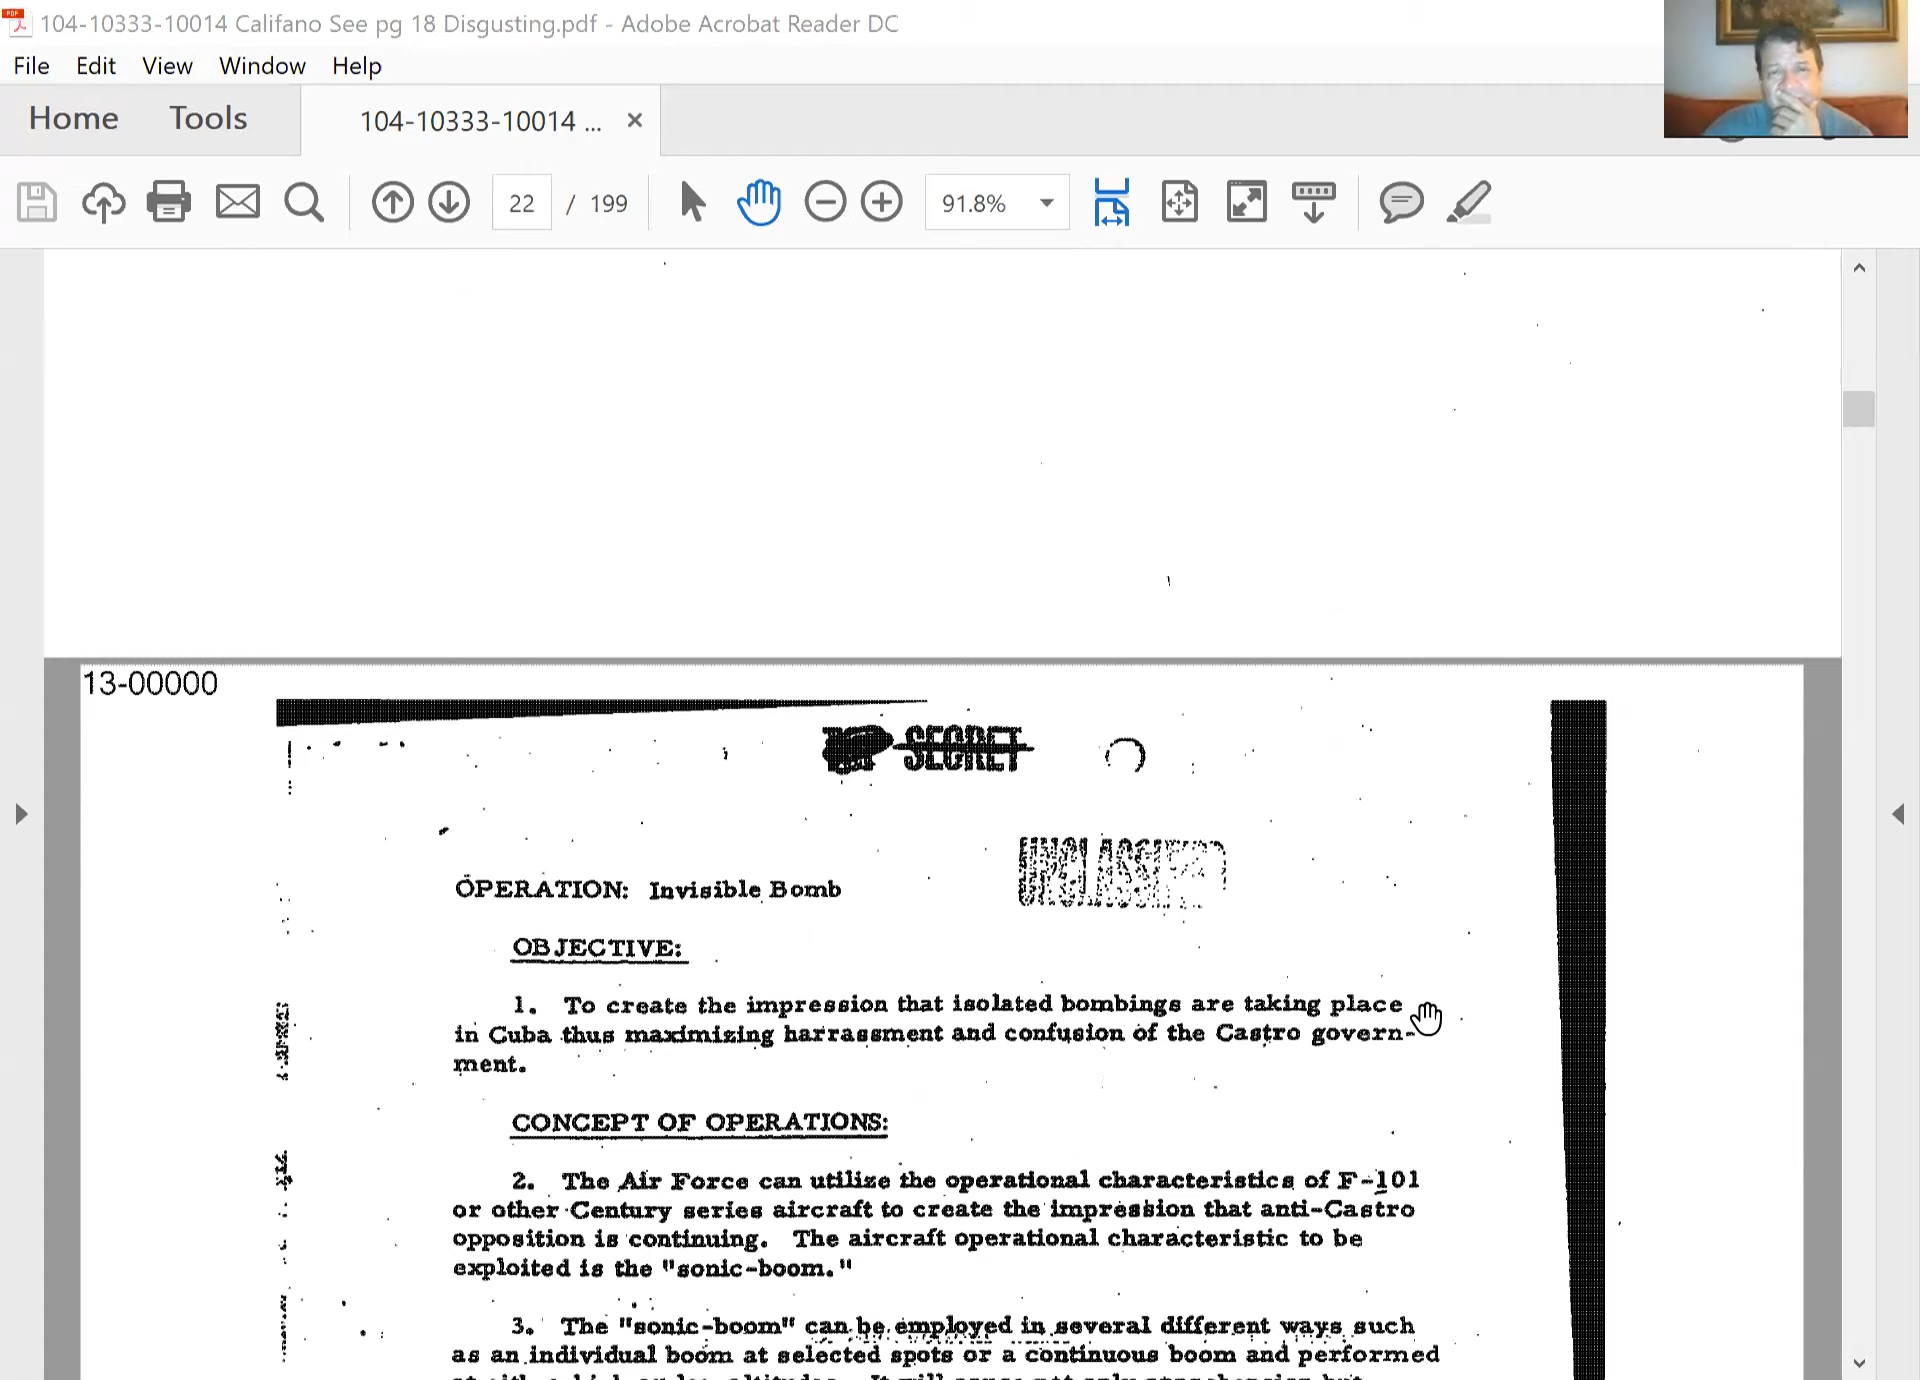 104-10333-10014 Califano See pg 18 Disgusting.pdf - Adobe Acrobat Reader DC
File Edit View Window Help
Home Tools 104-10333-10014 ...
22 / 199 91.8%
13-00000
TOP SECRET
UNCLASSIFIED
OPERATION: Invisible Bomb
OBJECTIVE:
1. To create the impression that isolated bombings are taking place
in Cuba thus maximizing harrassment and confusion of the Castro govern-
ment.
CONCEPT OF OPERATIONS:
2. The Air Force can utilize the operational characteristics of F-101
or other Century series aircraft to create the impression that anti-Castro
opposition is continuing. The aircraft operational characteristic to be
exploited is the "sonic-boom."
3. The "sonic-boom" can be employed in several different ways such
as an individual boom at selected spots or a continuous boom and performed